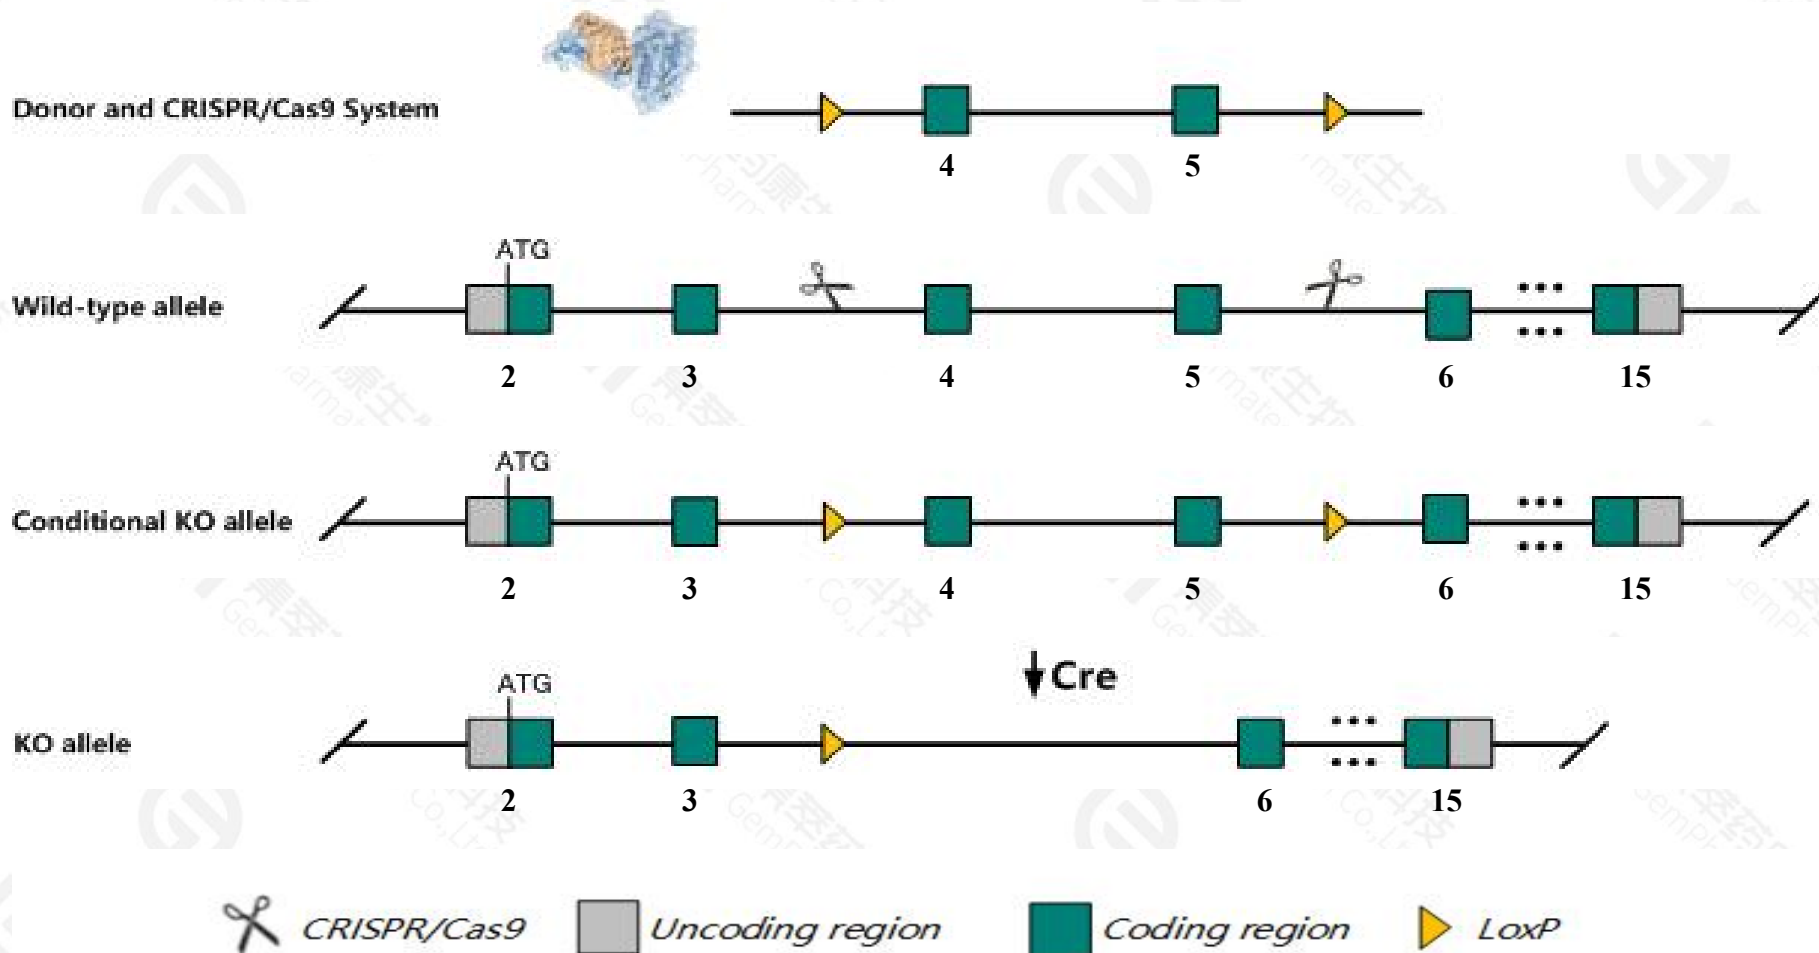 Donor and CRISPR/Cas9 System
4 5
ATG
Wild-type allele
2 3 4 5 6 15
ATG
Conditional KO allele
2 3 4 5 6 15
Cre
ATG
KO allele
2 3 6 15
CRISPR/Cas9 Uncoding region Coding region LoxP